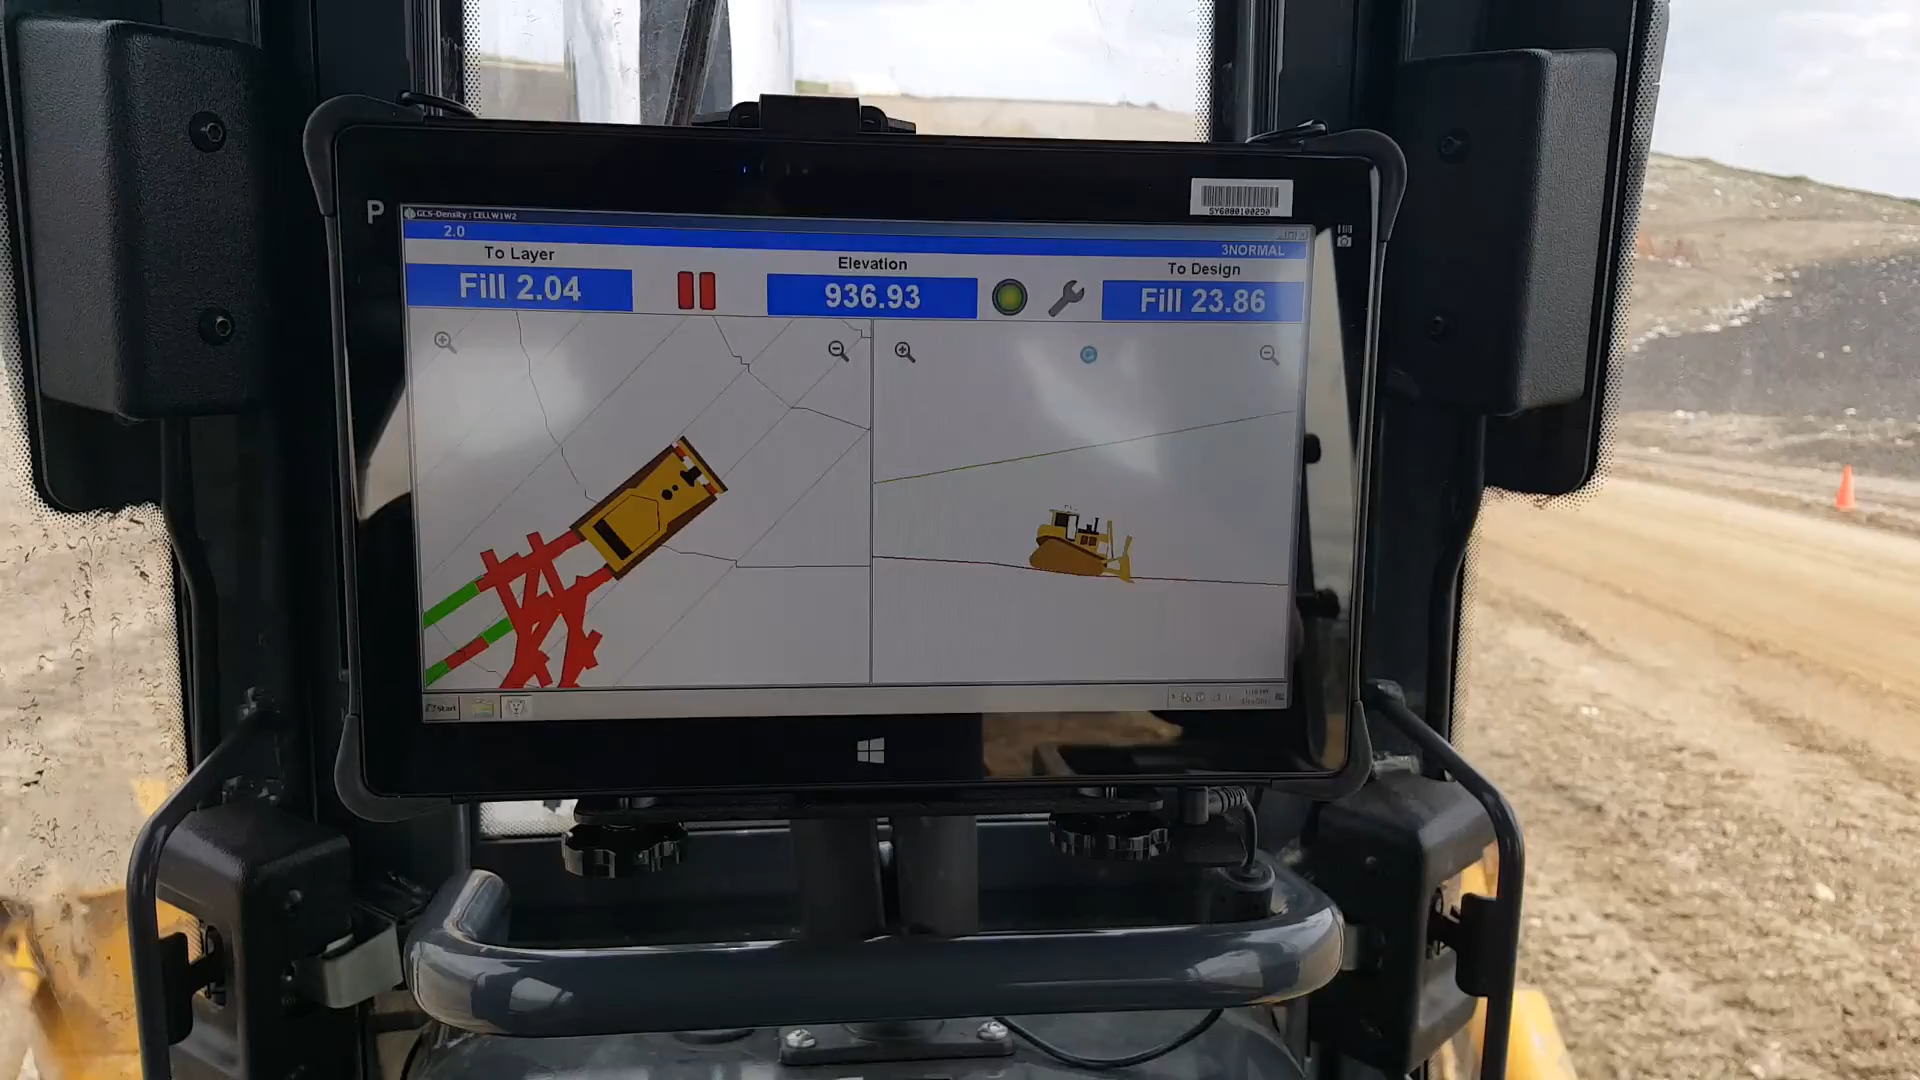 SY6080100290
P
GCS-Density : CELLW1W2
2.0
3NORMAL
To Layer
Elevation
To Design
Fill 2.04
936.93
Fill 23.86
Start